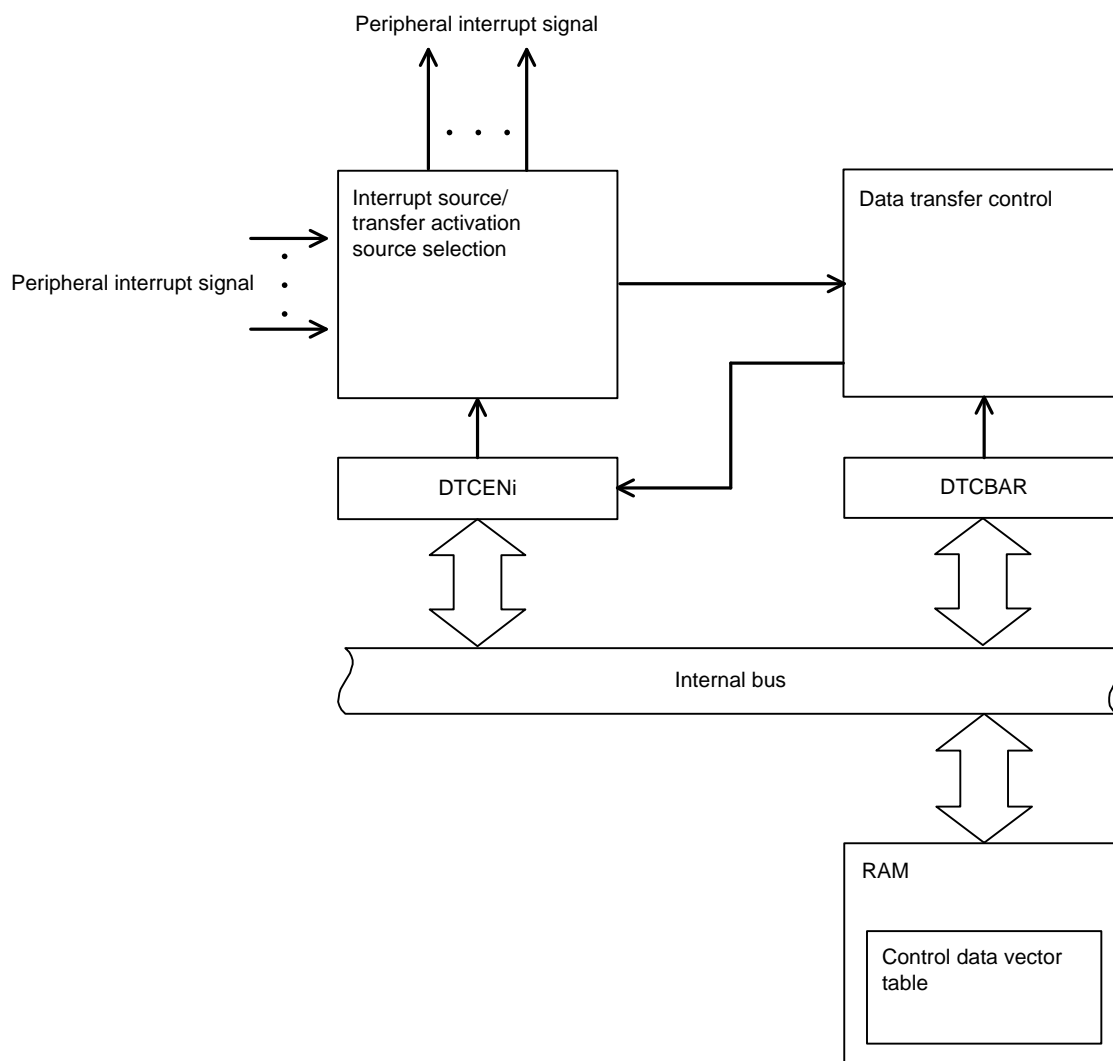 Peripheral interrupt signal
Interrupt source/
transfer activation
source selection
Data transfer control
Peripheral interrupt signal
DTCENi
DTCBAR
Internal bus
RAM
Control data vector
table